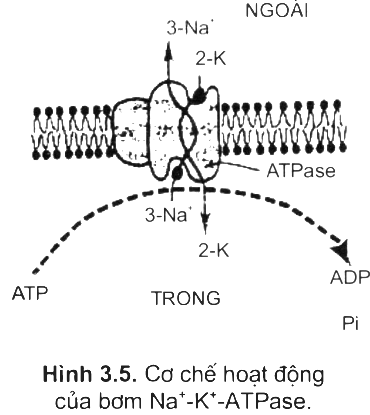 NGOÀI
3-Na⁺
2-K
ATPase
3-Na⁺
2-K
ATP
TRONG
ADP
Pi
Hình 3.5. Cơ chế hoạt động
của bơm Na⁺-K⁺-ATPase.